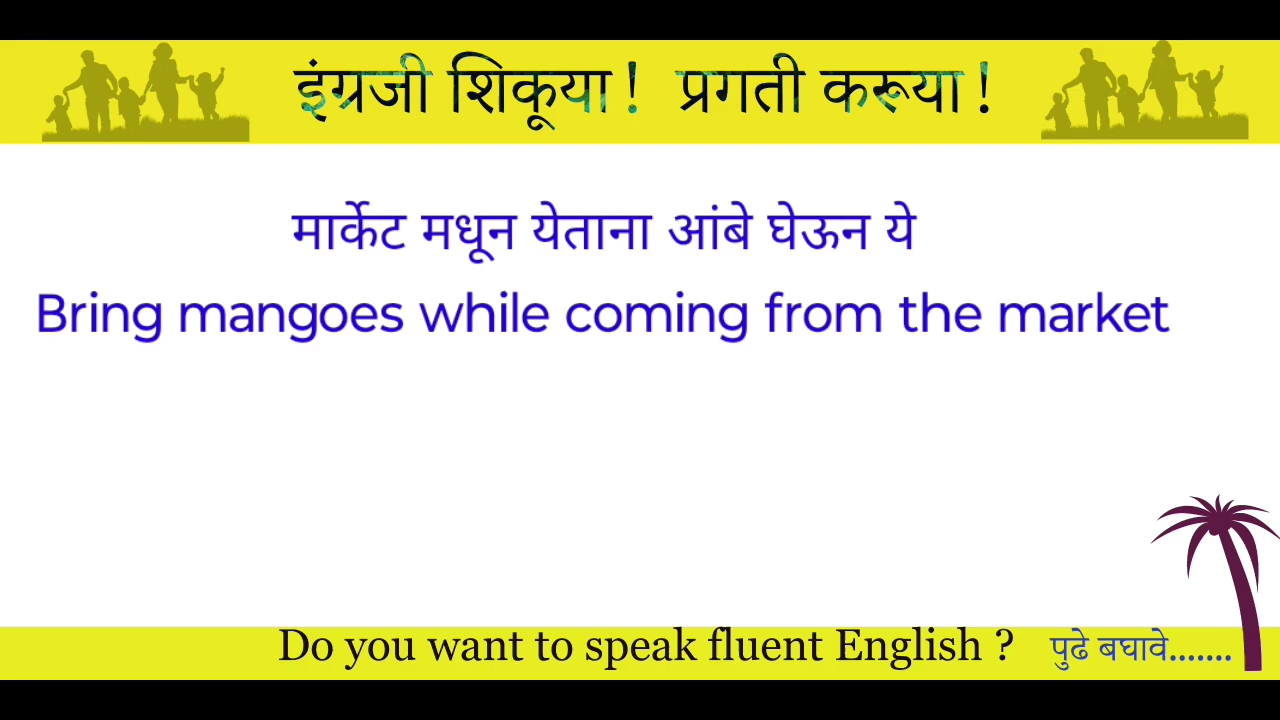 इंग्रजी शिकूया! प्रगती करूया!
मार्केट मधून येताना आंबे घेऊन ये
Bring mangoes while coming from the market
Do you want to speak fluent English ? पुढे बघावे.......